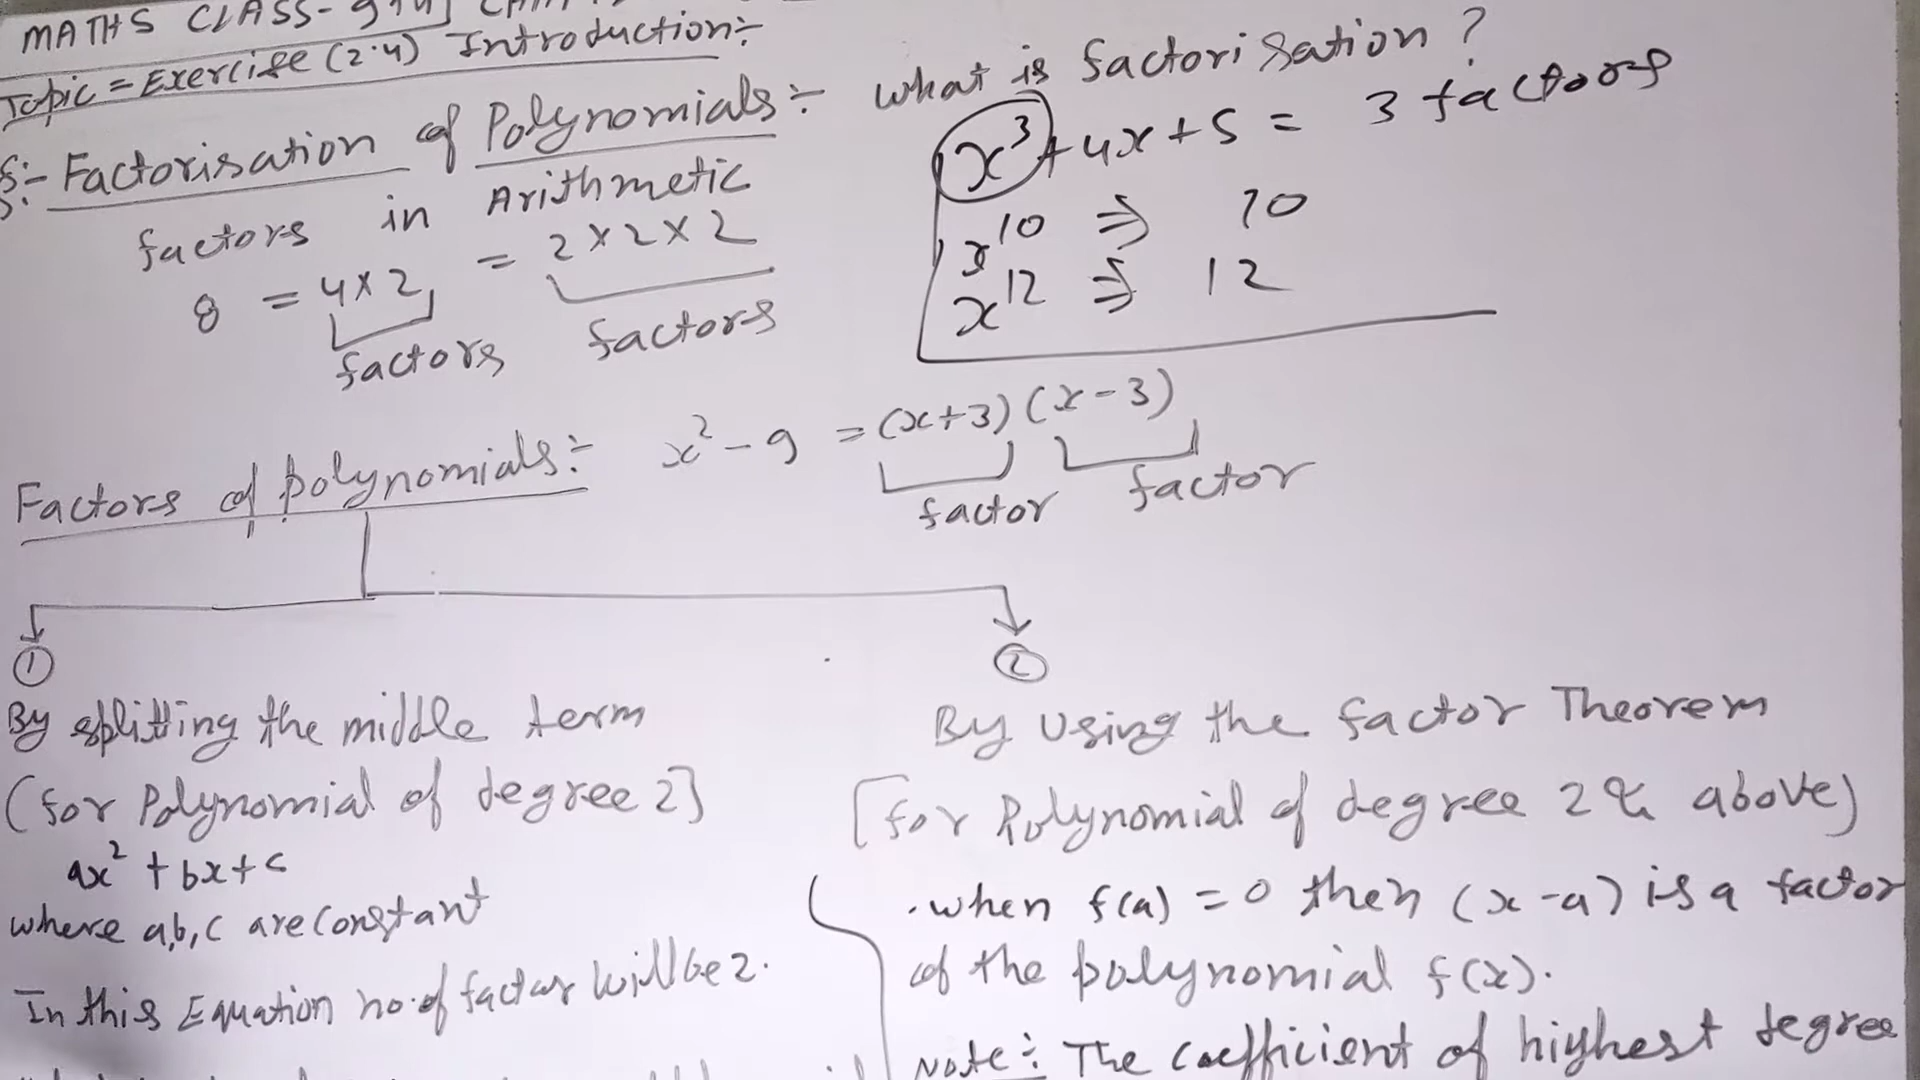 MATHS CLASS-9th
Topic = Exercise (2.4) Introduction:-
Factorisation of Polynomials :- what is factorisation?
factors in Arithmetic
8 = 4×2 = 2×2×2
factors factors
x³+4x+5 = 3 factors
x¹⁰ ⇒ 10
x¹² ⇒ 12
Factors of polynomials :- x²-9 = (x+3)(x-3)
factor factor
①
By splitting the middle term
(for Polynomial of degree 2]
ax² + bx + c
where a,b,c are constant
In this Equation no.of factor will be 2.
②
By Using the factor Theorem
[for Polynomial of degree 2 & above)
.when f(a) = 0 then (x-a) is a factor
of the polynomial f(x).
Note:- The coefficient of highest degree